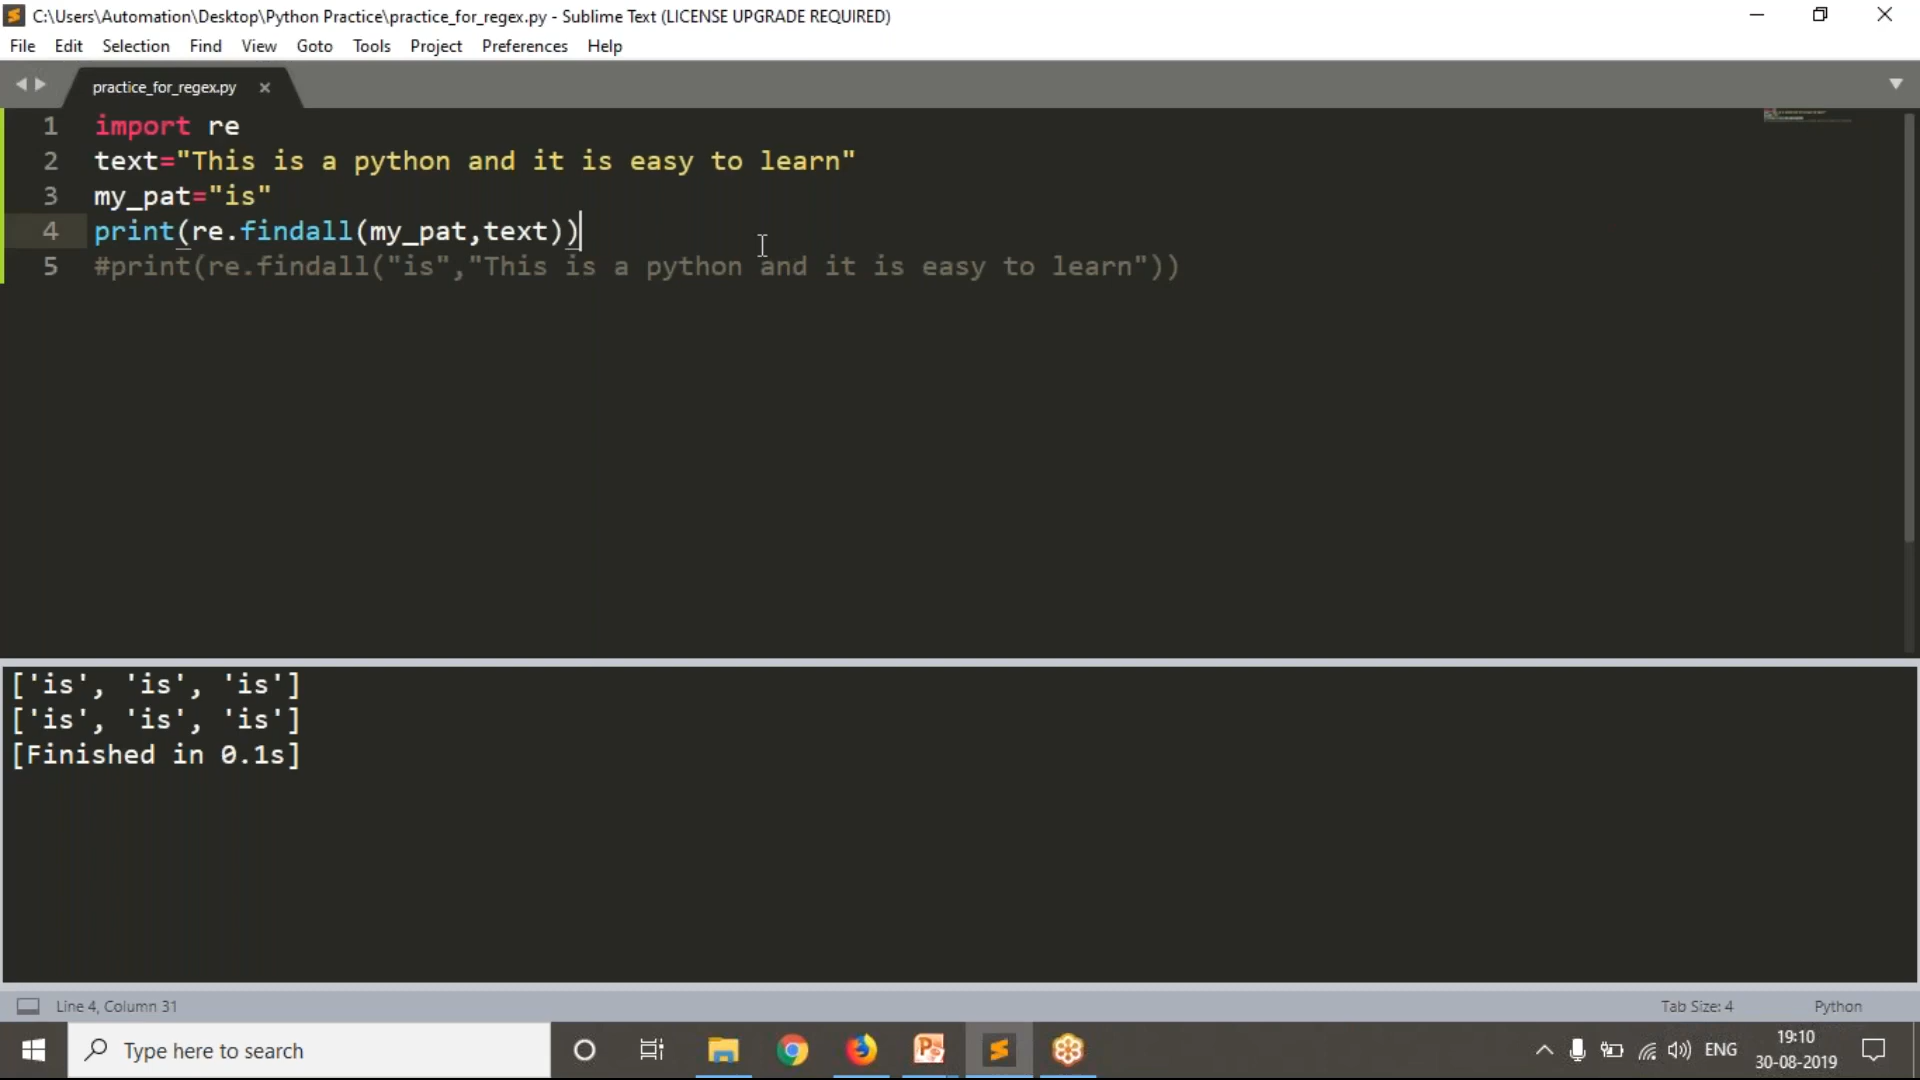 C:\Users\Automation\Desktop\Python Practice\practice_for_regex.py - Sublime Text (LICENSE UPGRADE REQUIRED)
File Edit Selection Find View Goto Tools Project Preferences Help
practice_for_regex.py
1 import re
2 text="This is a python and it is easy to learn"
3 my_pat="is"
4 print(re.findall(my_pat,text))
5 #print(re.findall("is","This is a python and it is easy to learn"))
['is', 'is', 'is']
['is', 'is', 'is']
[Finished in 0.1s]
Line 4, Column 31 Tab Size: 4 Python
Type here to search ENG 19:10
30-08-2019